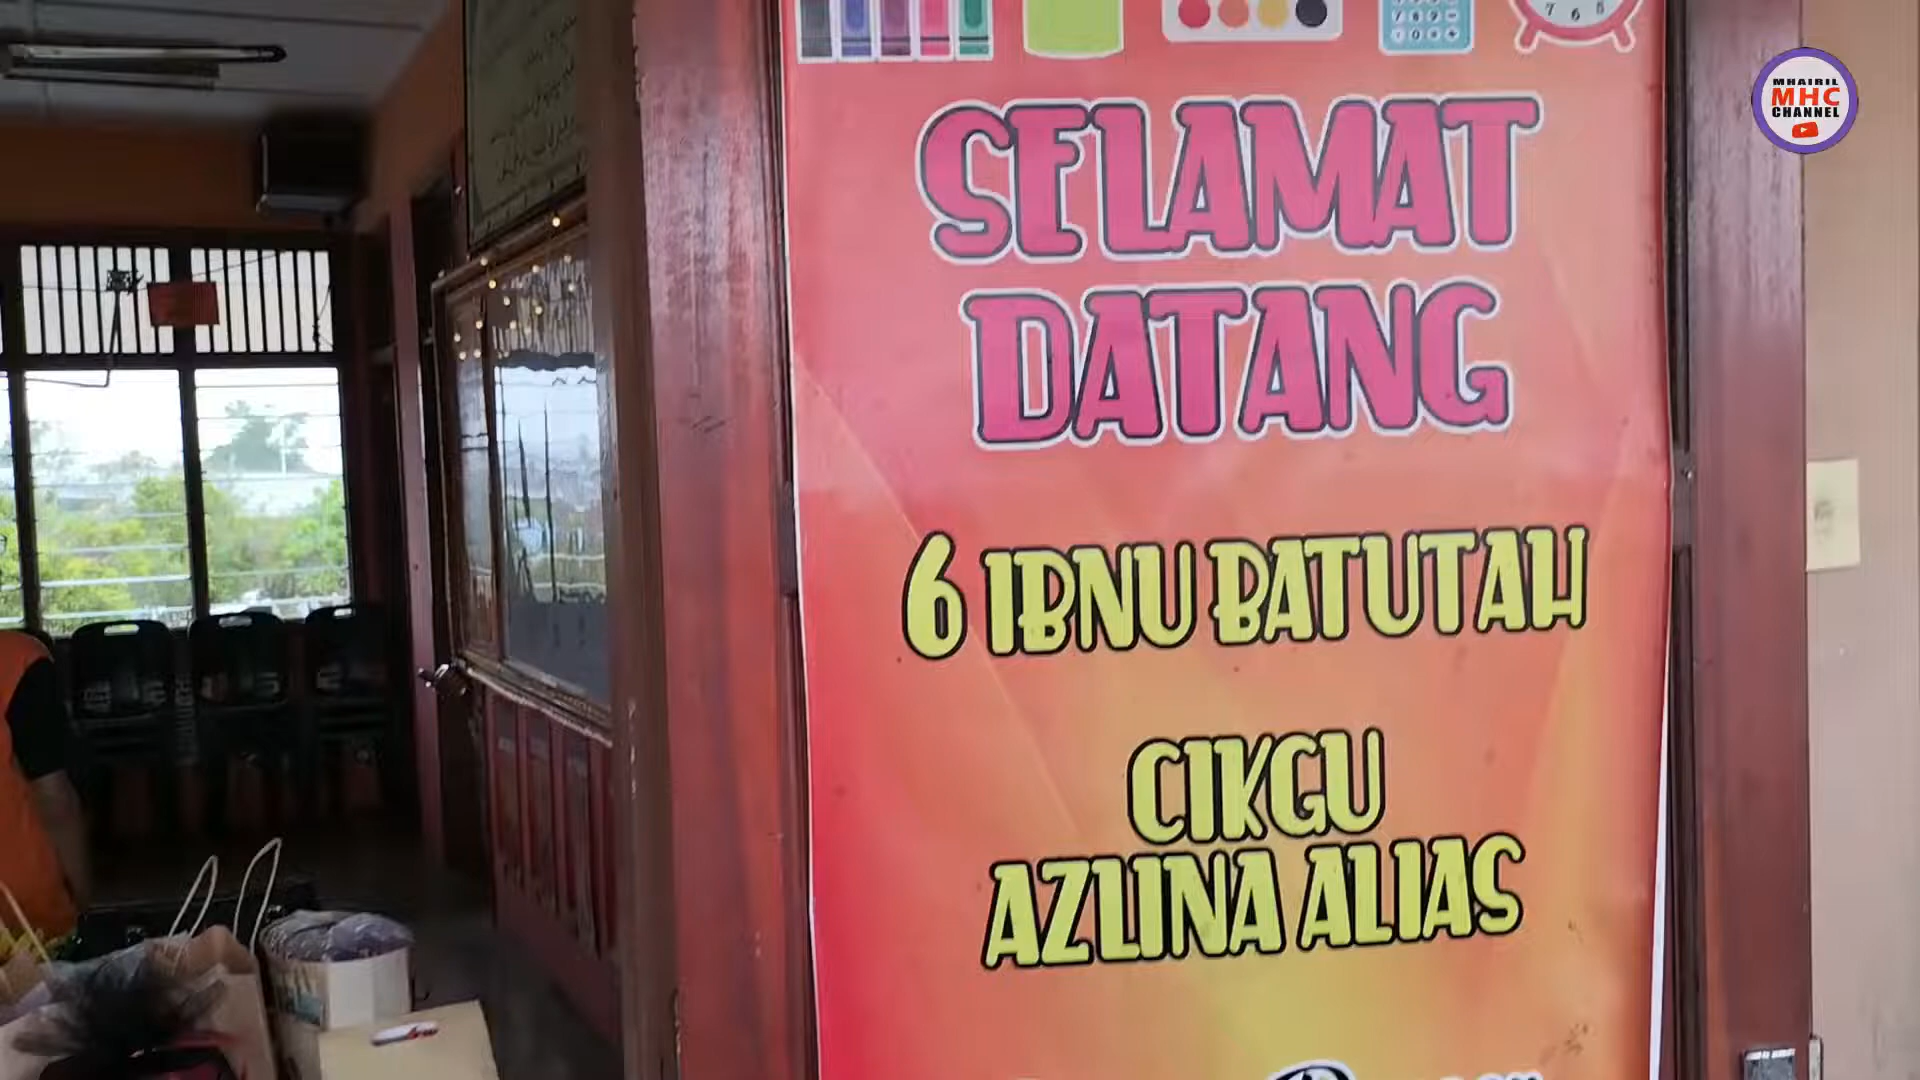 MHAIRIL
MHC
CHANNEL
SELAMAT
DATANG
6 IBNU BATUTAH
CIKGU
AZLINA ALIAS